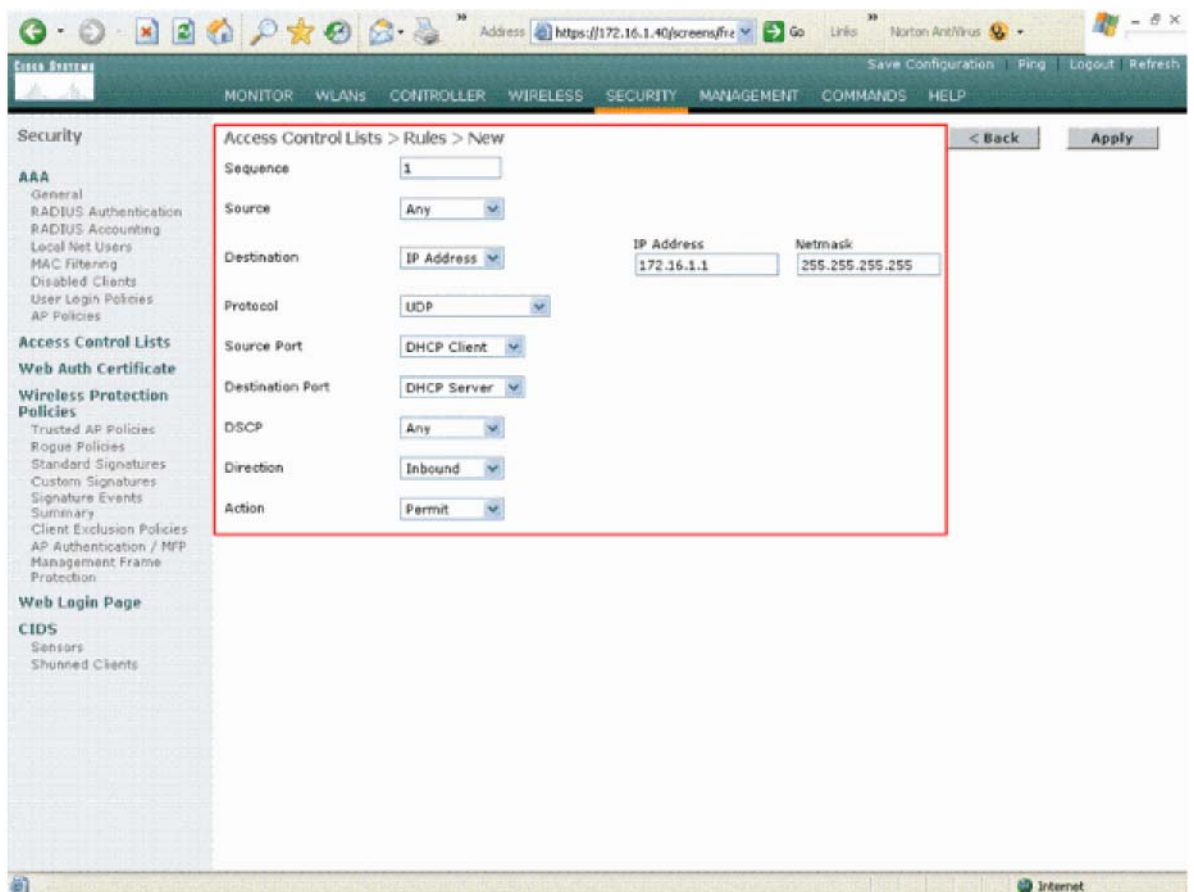 » Address https://172.16.1.40/screens/fra Go Links » Norton AntiVirus
CISCO SYSTEMS
Save Configuration | Ping | Logout | Refresh
MONITOR WLANs CONTROLLER WIRELESS SECURITY MANAGEMENT COMMANDS HELP
Security
AAA
General
RADIUS Authentication
RADIUS Accounting
Local Net Users
MAC Filtering
Disabled Clients
User Login Policies
AP Policies
Access Control Lists
Web Auth Certificate
Wireless Protection
Policies
Trusted AP Policies
Rogue Policies
Standard Signatures
Custom Signatures
Signature Events
Summary
Client Exclusion Policies
AP Authentication / MFP
Management Frame
Protection
Web Login Page
CIDS
Sensors
Shunned Clients
Access Control Lists > Rules > New
< Back Apply
Sequence 1
Source Any
IP Address Netmask
Destination IP Address 172.16.1.1 255.255.255.255
Protocol UDP
Source Port DHCP Client
Destination Port DHCP Server
DSCP Any
Direction Inbound
Action Permit
Internet